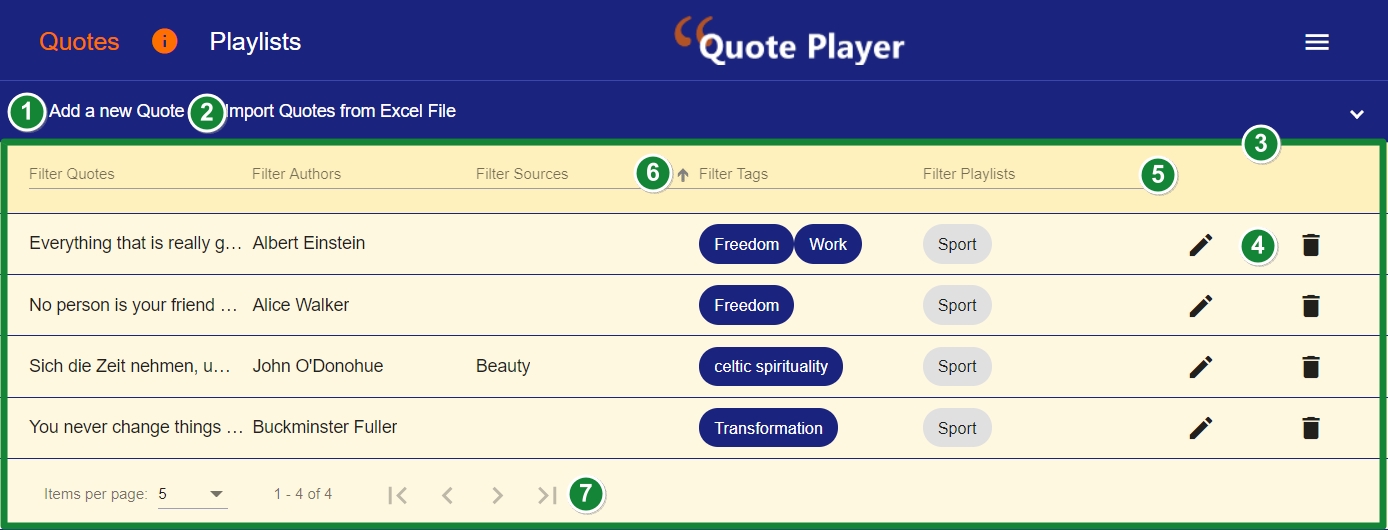 Quotes i Playlists Quote Player
1 Add a new Quote 2 Import Quotes from Excel File
3
Filter Quotes Filter Authors Filter Sources 6 Filter Tags Filter Playlists 5
Everything that is really g… Albert Einstein Freedom Work Sport 4
No person is your friend … Alice Walker Freedom Sport
Sich die Zeit nehmen, u… John O'Donohue Beauty celtic spirituality Sport
You never change things … Buckminster Fuller Transformation Sport
Items per page: 5 1 - 4 of 4 7